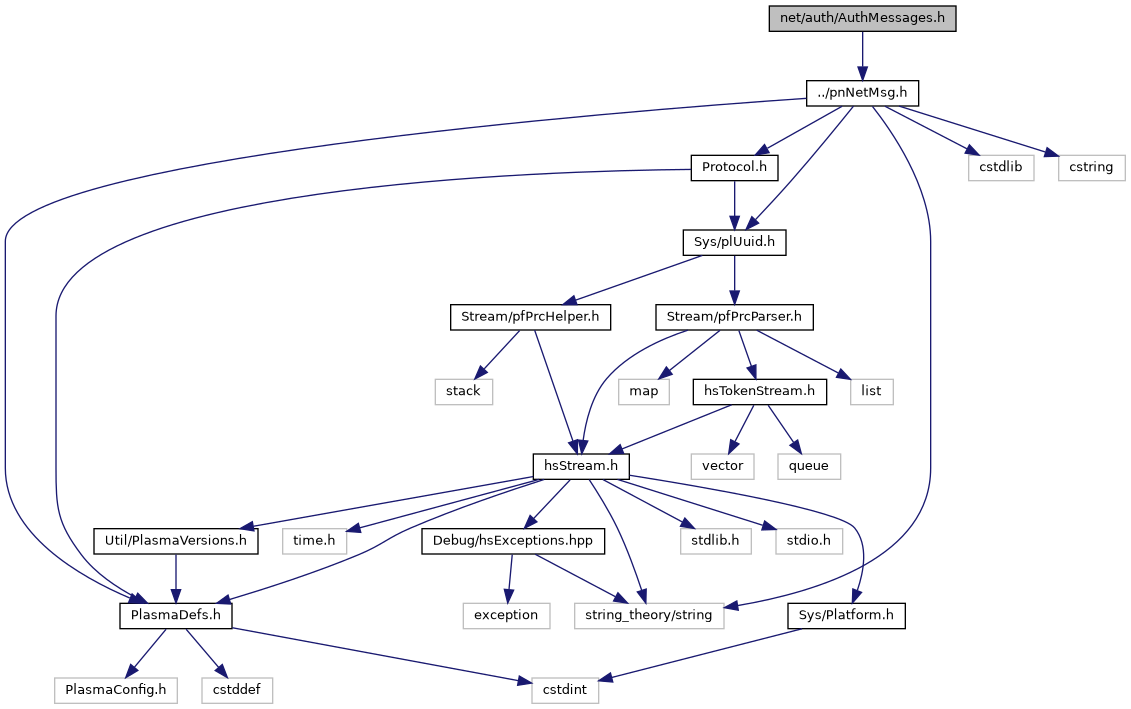 net/auth/AuthMessages.h
../pnNetMsg.h
Protocol.h
cstdlib
cstring
Sys/plUuid.h
Stream/pfPrcHelper.h
Stream/pfPrcParser.h
stack
map
hsTokenStream.h
list
hsStream.h
vector
queue
Util/PlasmaVersions.h
time.h
Debug/hsExceptions.hpp
stdlib.h
stdio.h
PlasmaDefs.h
exception
string_theory/string
Sys/Platform.h
PlasmaConfig.h
cstddef
cstdint